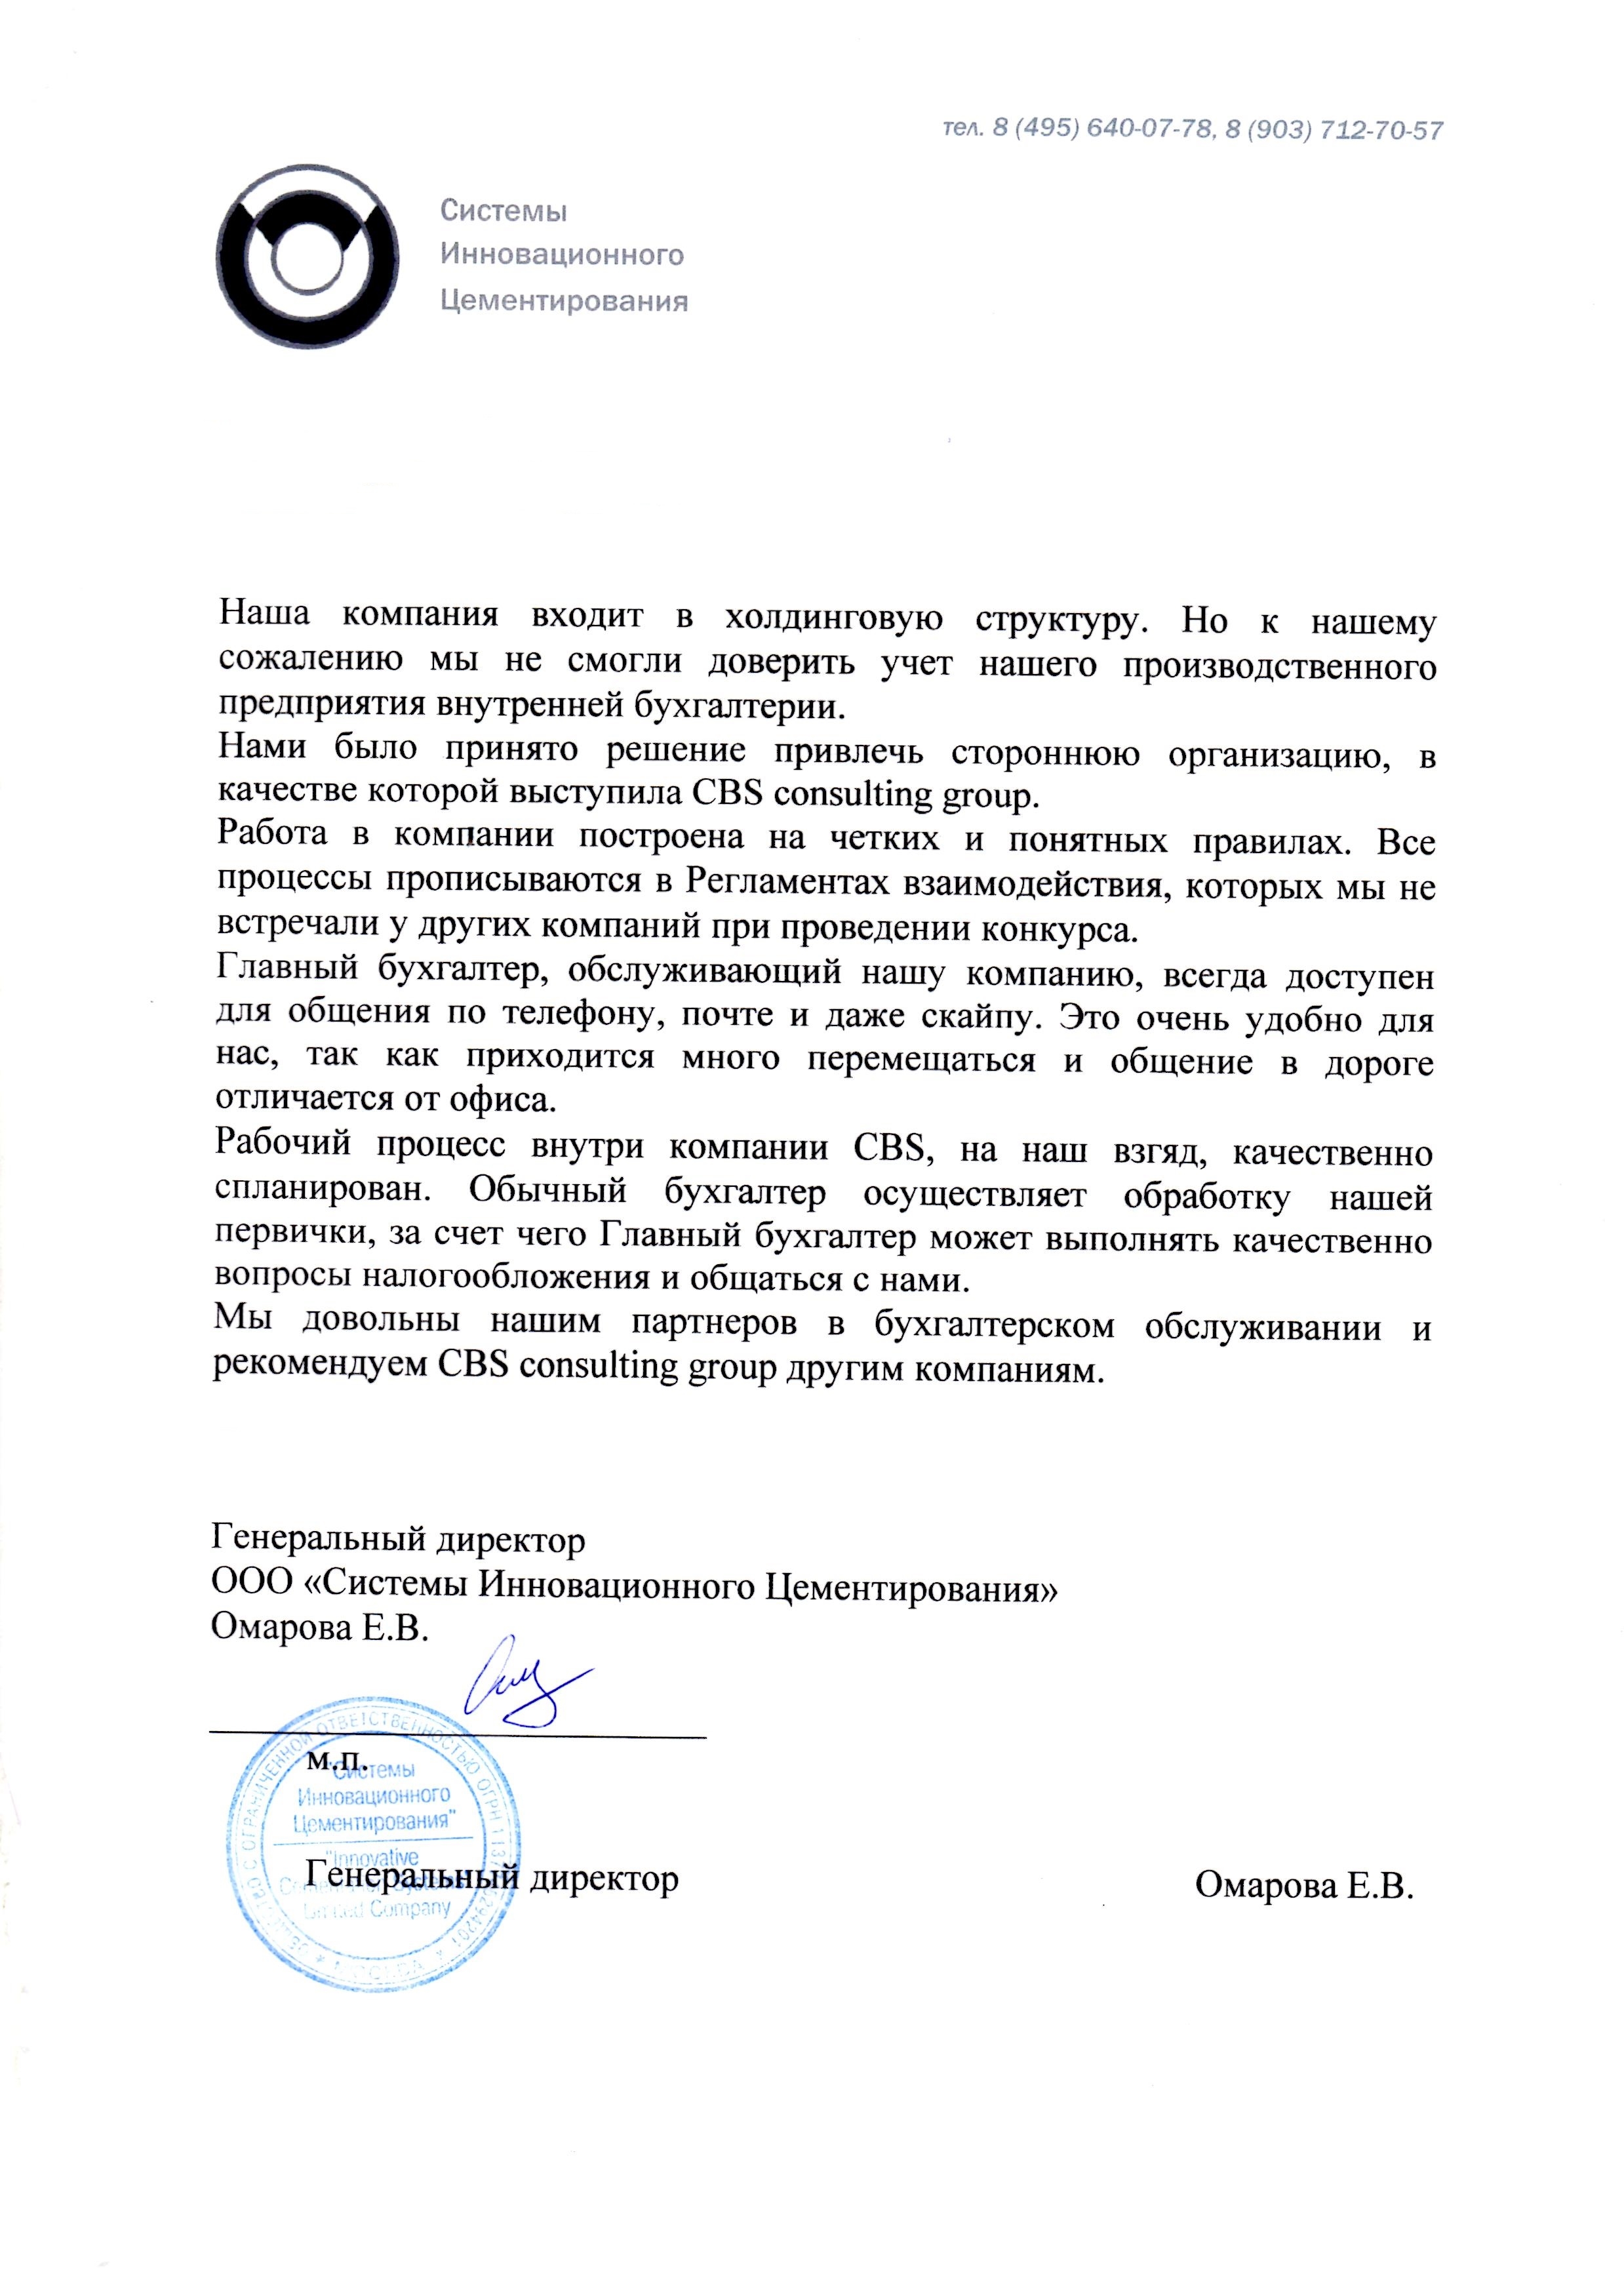 тел. 8 (495) 640-07-78, 8 (903) 712-70-57
Системы
Инновационного
Цементирования
Наша компания входит в холдинговую структуру. Но к нашему
сожалению мы не смогли доверить учет нашего производственного
предприятия внутренней бухгалтерии.
Нами было принято решение привлечь стороннюю организацию, в
качестве которой выступила CBS consulting group.
Работа в компании построена на четких и понятных правилах. Все
процессы прописываются в Регламентах взаимодействия, которых мы не
встречали у других компаний при проведении конкурса.
Главный бухгалтер, обслуживающий нашу компанию, всегда доступен
для общения по телефону, почте и даже скайпу. Это очень удобно для
нас, так как приходится много перемещаться и общение в дороге
отличается от офиса.
Рабочий процесс внутри компании CBS, на наш взгяд, качественно
спланирован. Обычный бухгалтер осуществляет обработку нашей
первички, за счет чего Главный бухгалтер может выполнять качественно
вопросы налогообложения и общаться с нами.
Мы довольны нашим партнеров в бухгалтерском обслуживании и
рекомендуем CBS consulting group другим компаниям.
Генеральный директор
ООО «Системы Инновационного Цементирования»
Омарова Е.В.
м.п.
ОГРАНИЧЕННОЙ ОТВЕТСТВЕННОСТЬЮ ОГРН
"Системы
Инновационного
Цементирования"
"Innovative
Systems"
Company
Генеральный директор
Омарова Е.В.